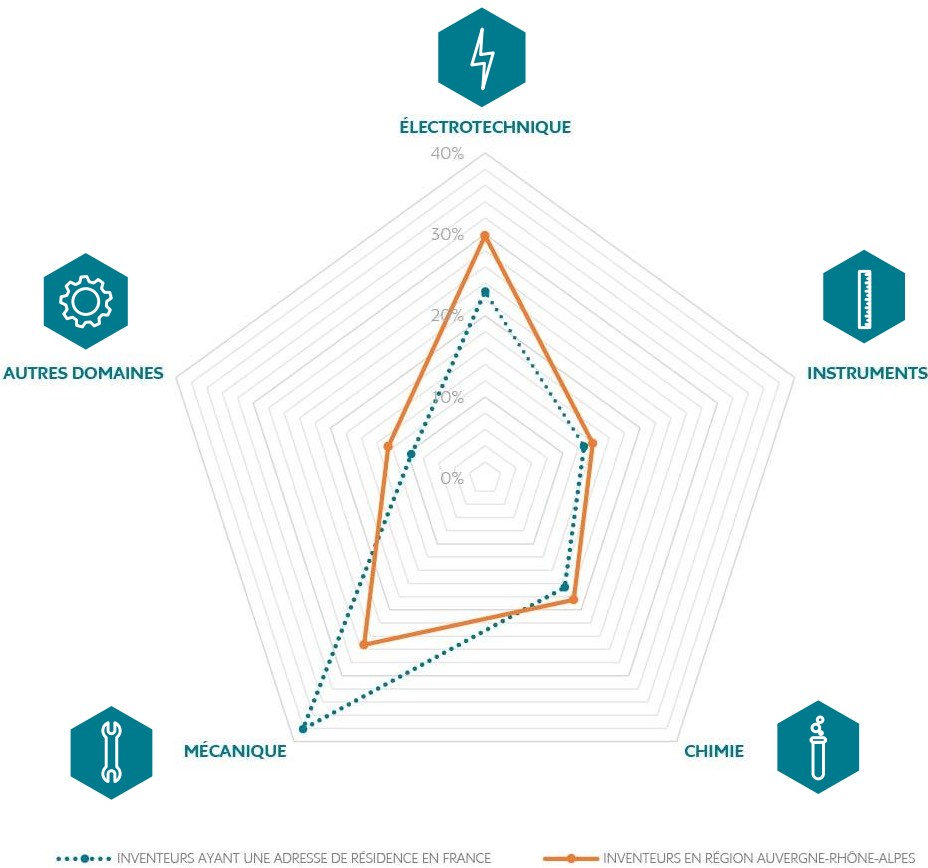 ÉLECTROTECHNIQUE
40%
30%
20%
10%
0%
AUTRES DOMAINES
INSTRUMENTS
MÉCANIQUE
CHIMIE
INVENTEURS AYANT UNE ADRESSE DE RÉSIDENCE EN FRANCE
INVENTEURS EN RÉGION AUVERGNE-RHÔNE-ALPES